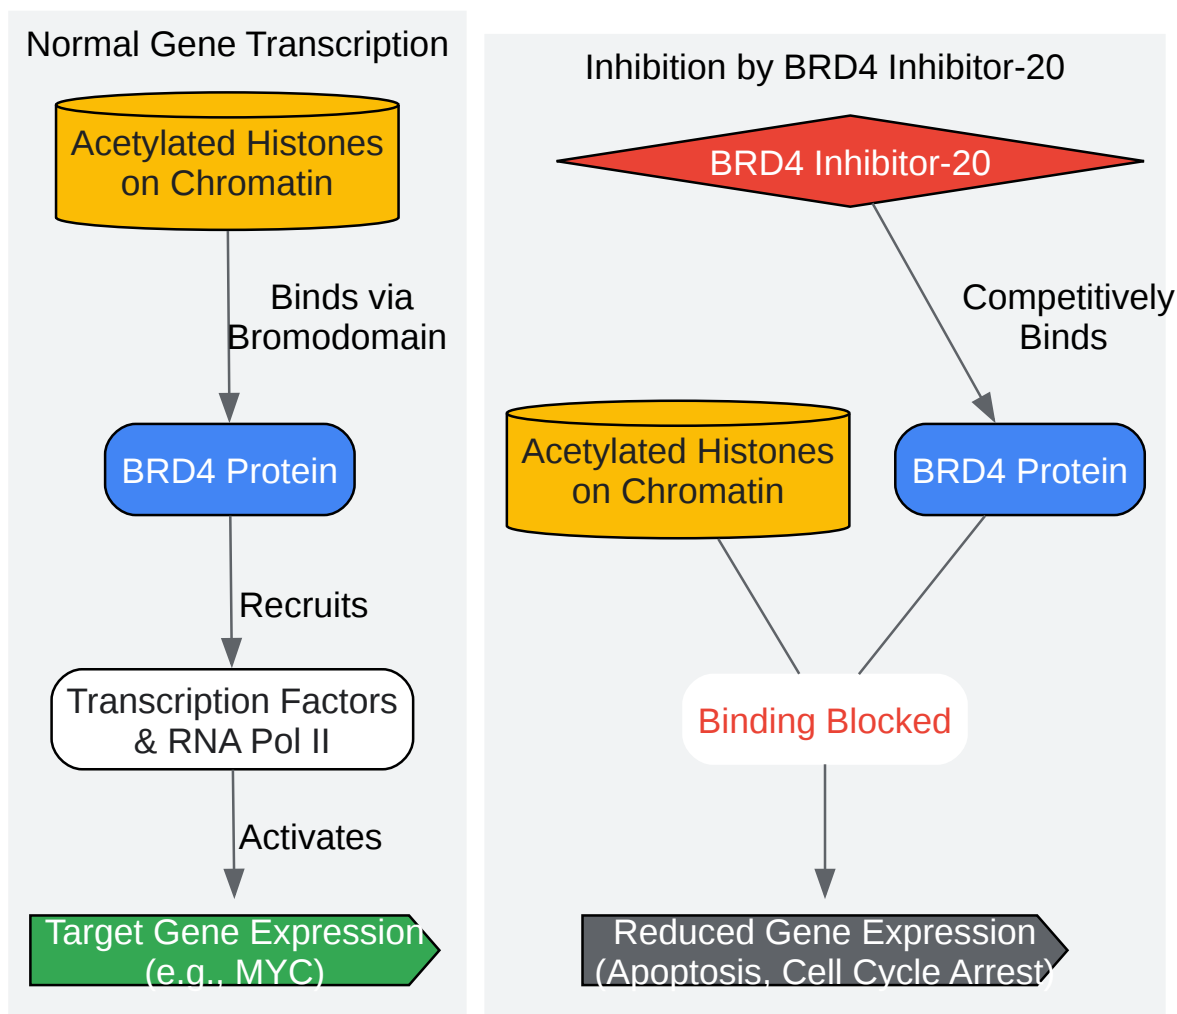 Normal Gene Transcription
Acetylated Histones
on Chromatin
Binds via
Bromodomain
BRD4 Protein
Recruits
Transcription Factors
& RNA Pol II
Activates
Target Gene Expression
(e.g., MYC)
Inhibition by BRD4 Inhibitor-20
BRD4 Inhibitor-20
Competitively
Binds
Acetylated Histones
on Chromatin
BRD4 Protein
Binding Blocked
Reduced Gene Expression
(Apoptosis, Cell Cycle Arrest)